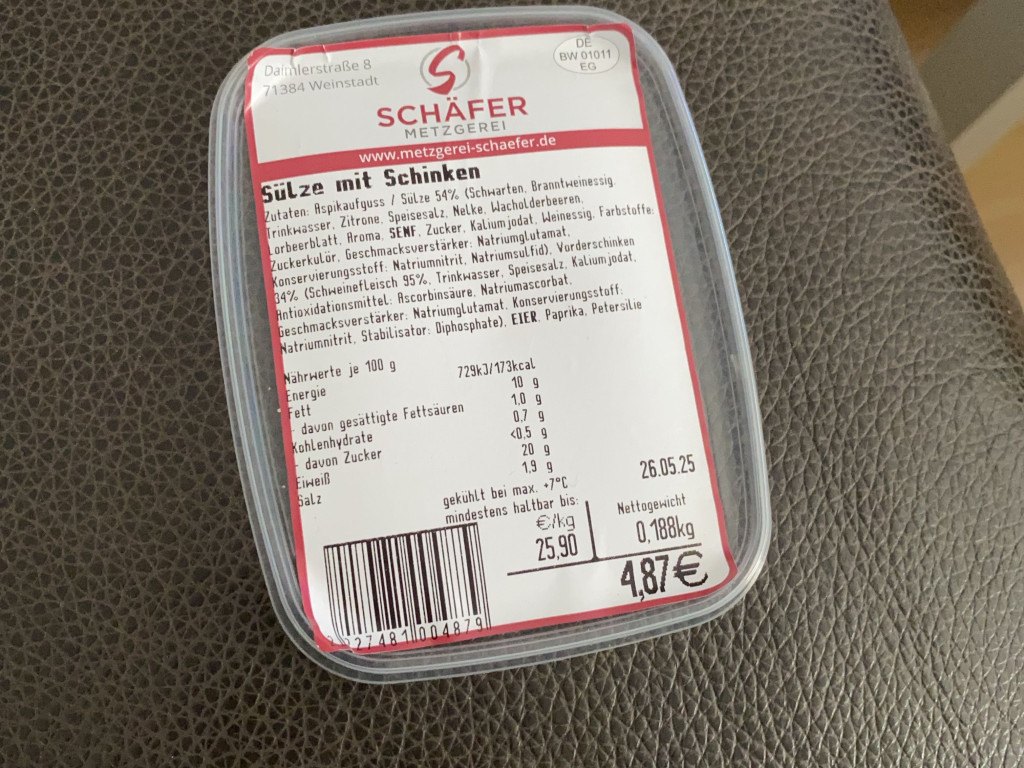 Daimlerstraße 8
71384 Weinstadt
S
SCHÄFER
METZGEREI
DE
BW 01011
EG
www.metzgerei-schaefer.de
Sülze mit Schinken
Zutaten: Aspikaufguss / Sülze 54% (Schwarten, Branntweinessig,
Trinkwasser, Zitrone, Speisesalz, Nelke, Wacholderbeeren,
Lorbeerblatt, Aroma, SENF, Zucker, Kaliumjodat, Weinessig, Farbstoffe:
Zuckerkulör, Geschmacksverstärker: Natriumglutamat,
Konservierungsstoff: Natriumnitrit, Natriumsulfid), Vorderschinken
34% (Schweinefleisch 95%, Trinkwasser, Speisesalz, Kaliumjodat,
Antioxidationsmittel: Ascorbinsäure, Natriumascorbat,
Geschmacksverstärker: Natriumglutamat, Konservierungsstoff:
Natriumnitrit, Stabilisator: Diphosphate), EIER, Paprika, Petersilie
Nährwerte je 100 g
Energie 729kJ/173kcal
Fett 10 g
- davon gesättigte Fettsäuren 1,0 g
Kohlenhydrate 0,7 g
- davon Zucker <0,5 g
Eiweiß 20 g
Salz 1,9 g
gekühlt bei max. +7°C
mindestens haltbar bis: 26.05.25
€/kg Nettogewicht
25,90 0,188kg
4,87€
27481 004879